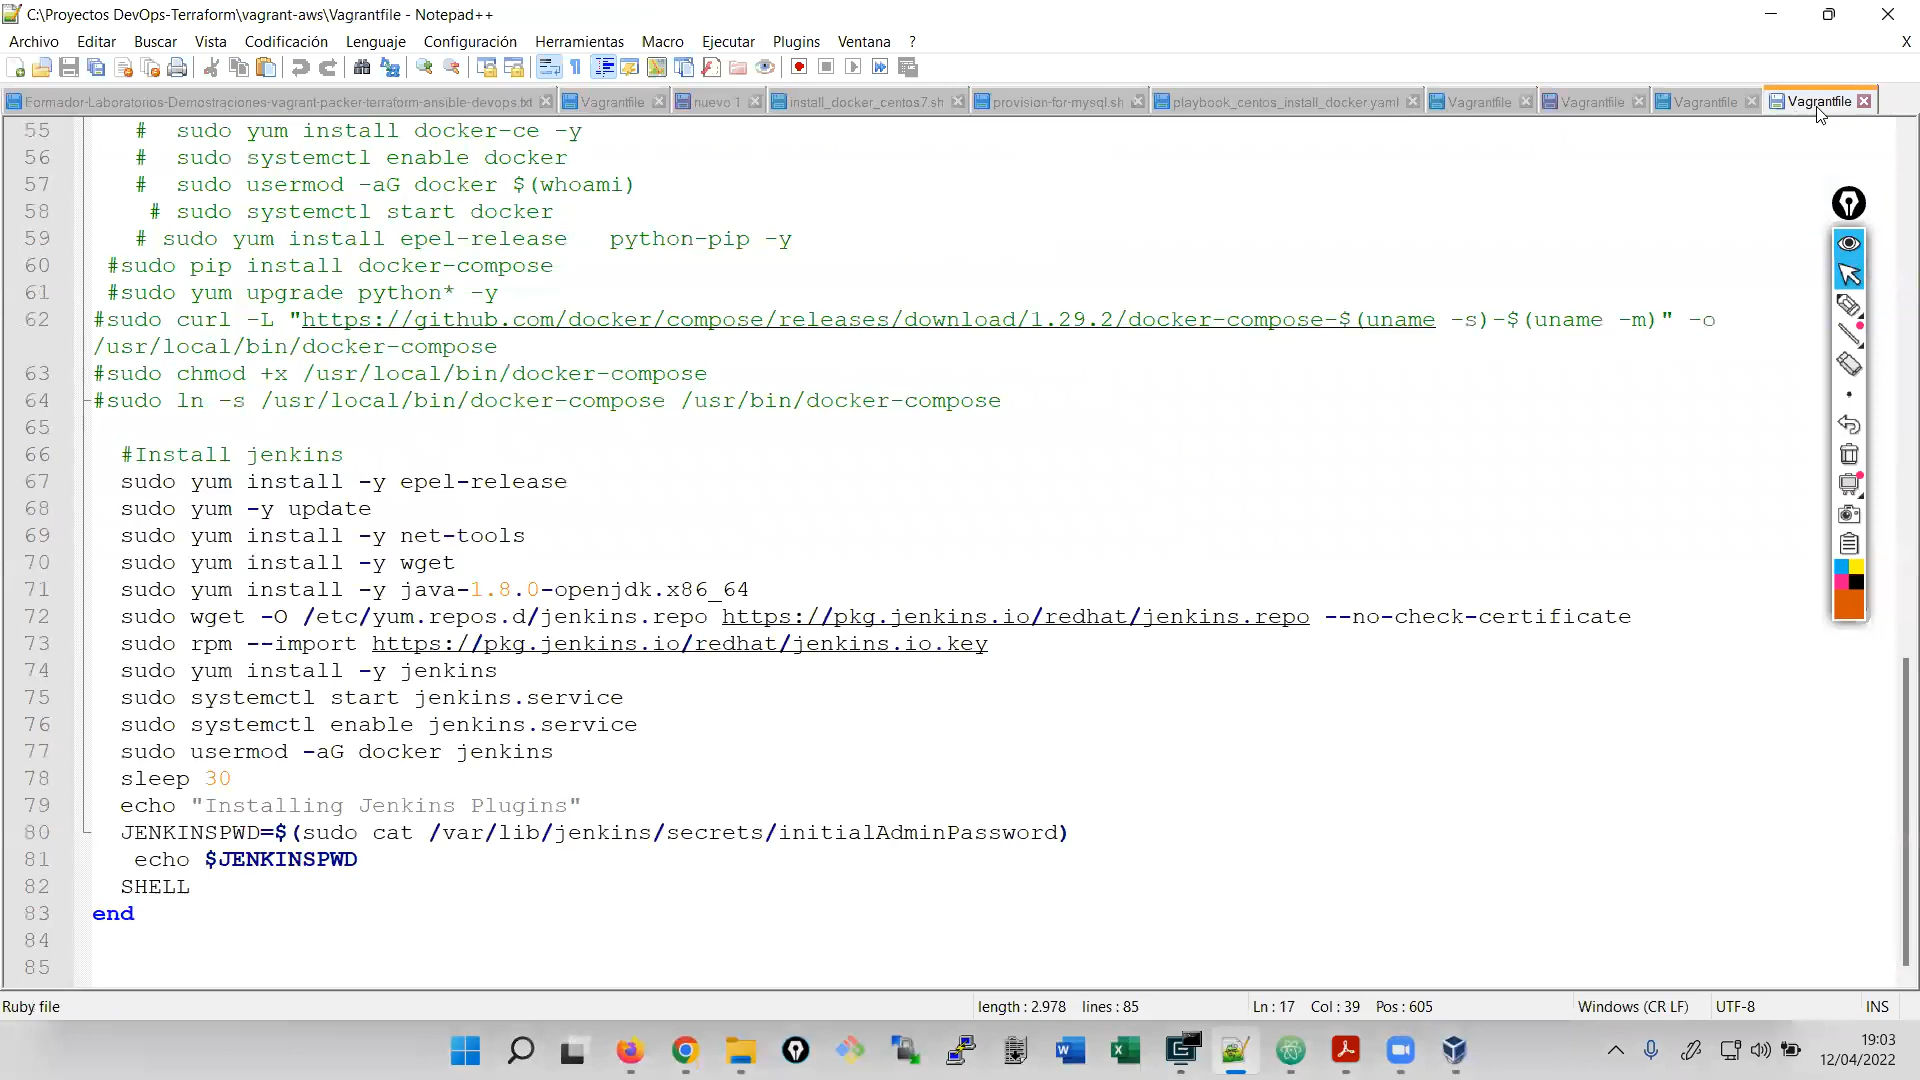 C:\Proyectos DevOps-Terraform\vagrant-aws\Vagrantfile - Notepad++
Archivo Editar Buscar Vista Codificación Lenguaje Configuración Herramientas Macro Ejecutar Plugins Ventana ? X
Formador-Laboratorios-Demostraciones-vagrant-packer-terraform-ansible-devops.txt Vagrantfile nuevo 1 install_docker_centos7.sh provision-for-mysql.sh playbook_centos_install_docker.yaml Vagrantfile Vagrantfile Vagrantfile Vagrantfile
55 # sudo yum install docker-ce -y
56 # sudo systemctl enable docker
57 # sudo usermod -aG docker $(whoami)
58 # sudo systemctl start docker
59 # sudo yum install epel-release python-pip -y
60 #sudo pip install docker-compose
61 #sudo yum upgrade python* -y
62 #sudo curl -L "https://github.com/docker/compose/releases/download/1.29.2/docker-compose-$(uname -s)-$(uname -m)" -o
/usr/local/bin/docker-compose
63 #sudo chmod +x /usr/local/bin/docker-compose
64 #sudo ln -s /usr/local/bin/docker-compose /usr/bin/docker-compose
65
66 #Install jenkins
67 sudo yum install -y epel-release
68 sudo yum -y update
69 sudo yum install -y net-tools
70 sudo yum install -y wget
71 sudo yum install -y java-1.8.0-openjdk.x86_64
72 sudo wget -O /etc/yum.repos.d/jenkins.repo https://pkg.jenkins.io/redhat/jenkins.repo --no-check-certificate
73 sudo rpm --import https://pkg.jenkins.io/redhat/jenkins.io.key
74 sudo yum install -y jenkins
75 sudo systemctl start jenkins.service
76 sudo systemctl enable jenkins.service
77 sudo usermod -aG docker jenkins
78 sleep 30
79 echo "Installing Jenkins Plugins"
80 JENKINSPWD=$(sudo cat /var/lib/jenkins/secrets/initialAdminPassword)
81 echo $JENKINSPWD
82 SHELL
83 end
84
85
Ruby file length : 2.978 lines : 85 Ln : 17 Col : 39 Pos : 605 Windows (CR LF) UTF-8 INS
19:03
12/04/2022